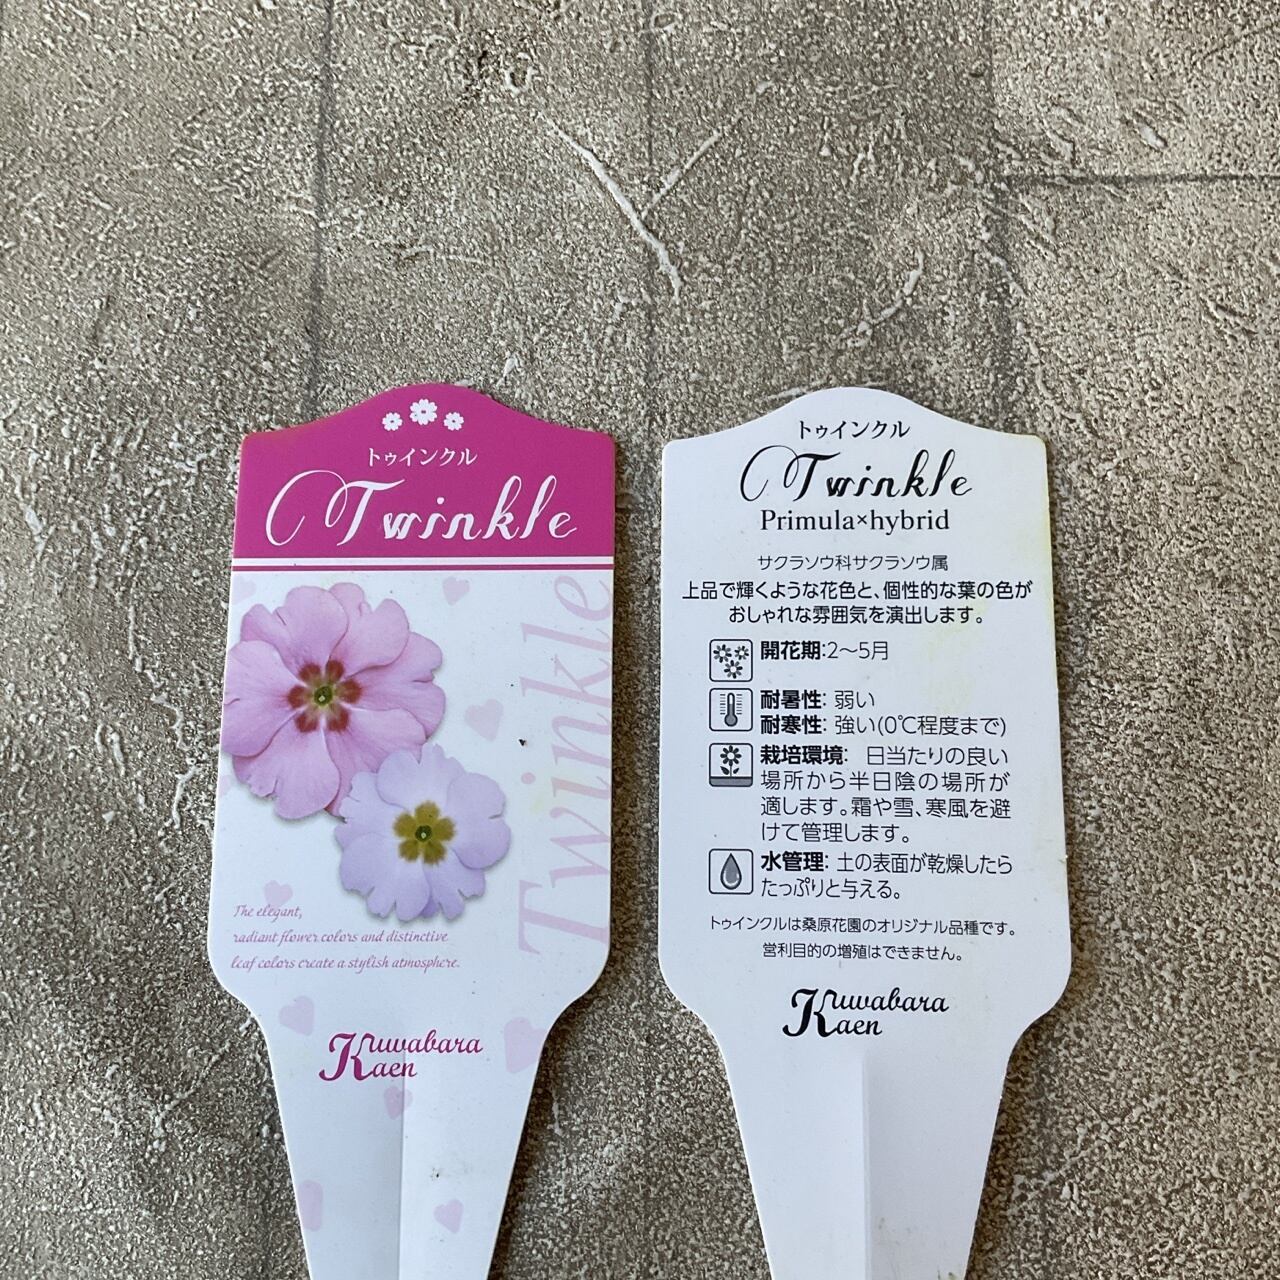 トゥインクル
Twinkle
Twinkle
The elegant,
radiant flower colors and distinctive
leaf colors create a stylish atmosphere.
Kuwabara
Kaen
トゥインクル
Twinkle
Primula×hybrid
サクラソウ科サクラソウ属
上品で輝くような花色と、個性的な葉の色が
おしゃれな雰囲気を演出します。
開花期:2〜5月
耐暑性: 弱い
耐寒性: 強い(0℃程度まで)
栽培環境: 日当たりの良い
場所から半日陰の場所が
適します。霜や雪、寒風を避
けて管理します。
水管理: 土の表面が乾燥したら
たっぷりと与える。
トゥインクルは桑原花園のオリジナル品種です。
営利目的の増殖はできません。
Kuwabara
Kaen